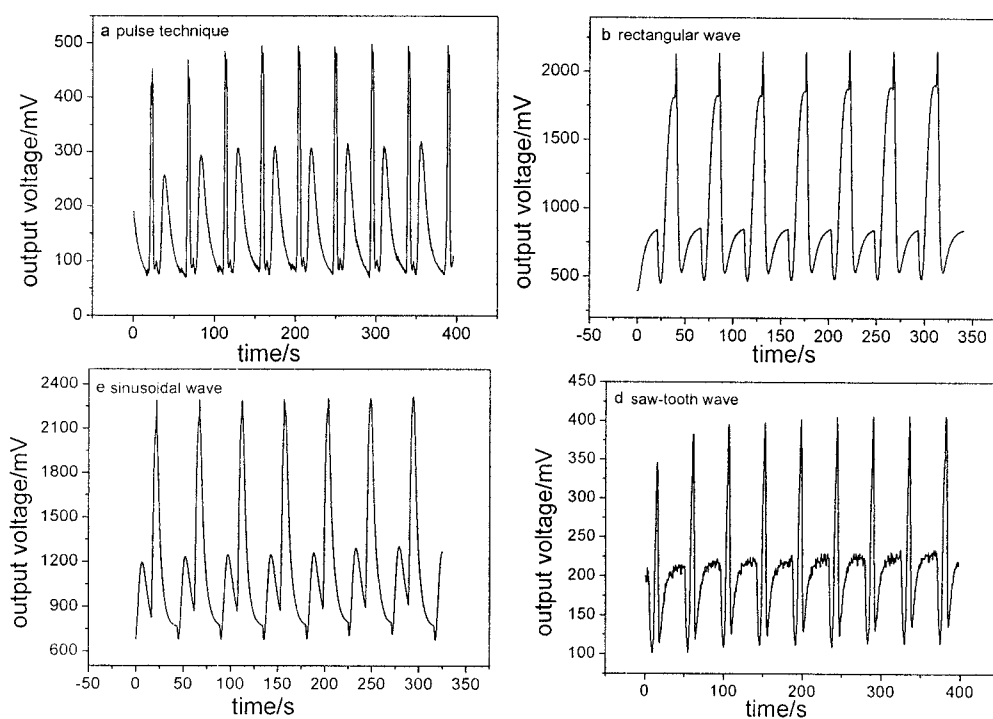 a pulse technique
500
400
300
200
100
0
0 100 200 300 400
output voltage/mV
time/s
b rectangular wave
2000
1500
1000
500
-50 0 50 100 150 200 250 300 350
output voltage/mV
time/s
e sinusoidal wave
2400
2100
1800
1500
1200
900
600
-50 0 50 100 150 200 250 300 350
output voltage/mV
time/s
d saw-tooth wave
450
400
350
300
250
200
150
100
0 100 200 300 400
output voltage/mV
time/s